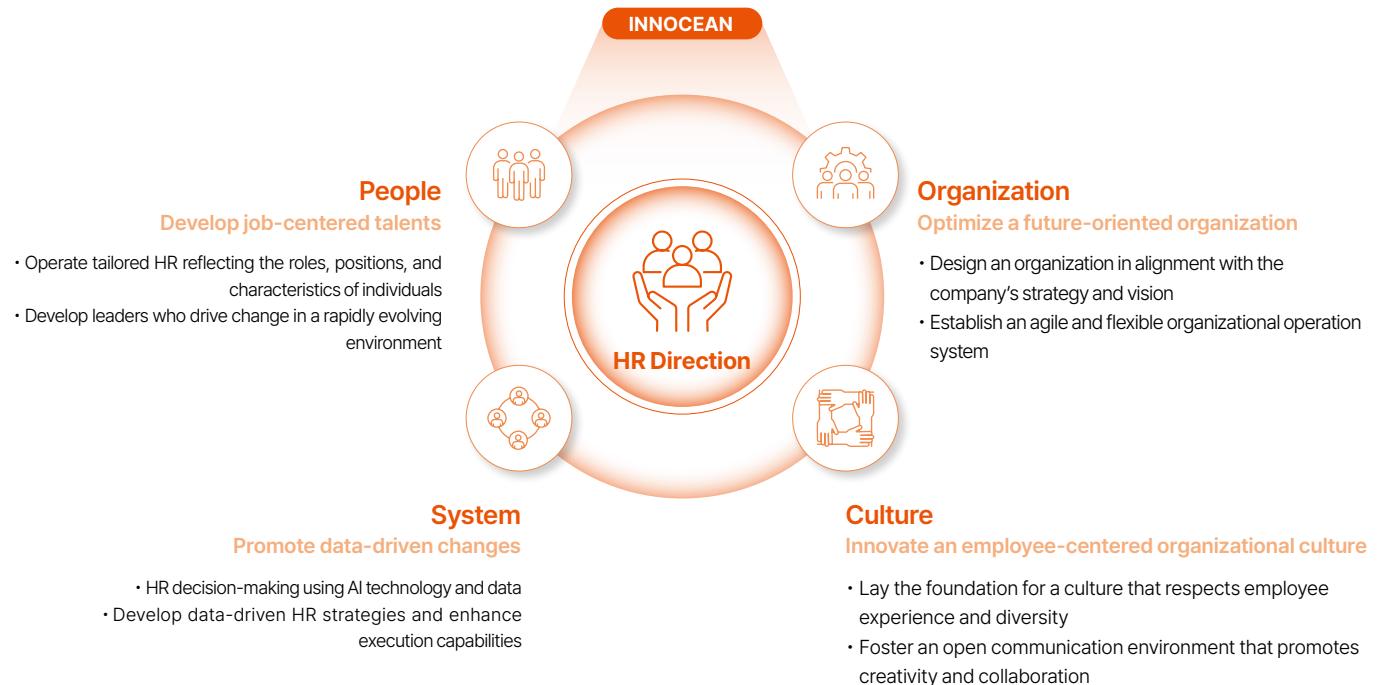 INNOCEAN
People
Develop job-centered talents
• Operate tailored HR reflecting the roles, positions, and
characteristics of individuals
• Develop leaders who drive change in a rapidly evolving
environment
Organization
Optimize a future-oriented organization
• Design an organization in alignment with the
company's strategy and vision
• Establish an agile and flexible organizational operation
system
HR Direction
System
Promote data-driven changes
• HR decision-making using AI technology and data
• Develop data-driven HR strategies and enhance
execution capabilities
Culture
Innovate an employee-centered organizational culture
• Lay the foundation for a culture that respects employee
experience and diversity
• Foster an open communication environment that promotes
creativity and collaboration